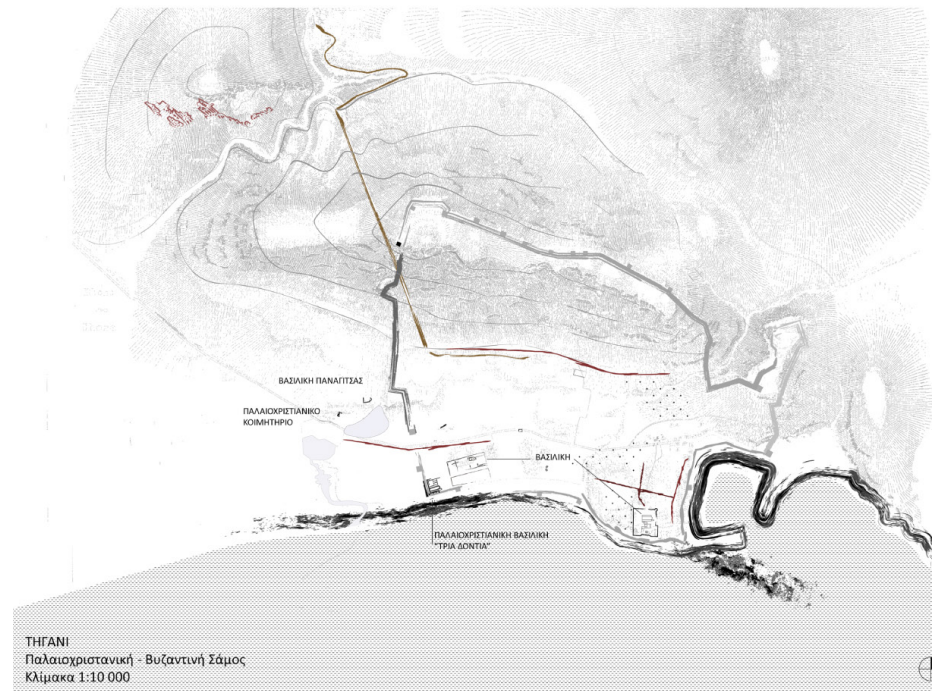 ΒΑΣΙΛΙΚΗ ΠΑΝΑΓΙΤΣΑΣ
ΠΑΛΑΙΟΧΡΙΣΤΙΑΝΙΚΟ
ΚΟΙΜΗΤΗΡΙΟ
ΒΑΣΙΛΙΚΗ
ΠΑΛΑΙΟΧΡΙΣΤΙΑΝΙΚΗ ΒΑΣΙΛΙΚΗ
"ΤΡΙΑ ΔΟΝΤΙΑ"
ΤΗΓΑΝΙ
Παλαιοχριστανική - Βυζαντινή Σάμος
Κλίμακα 1:10 000